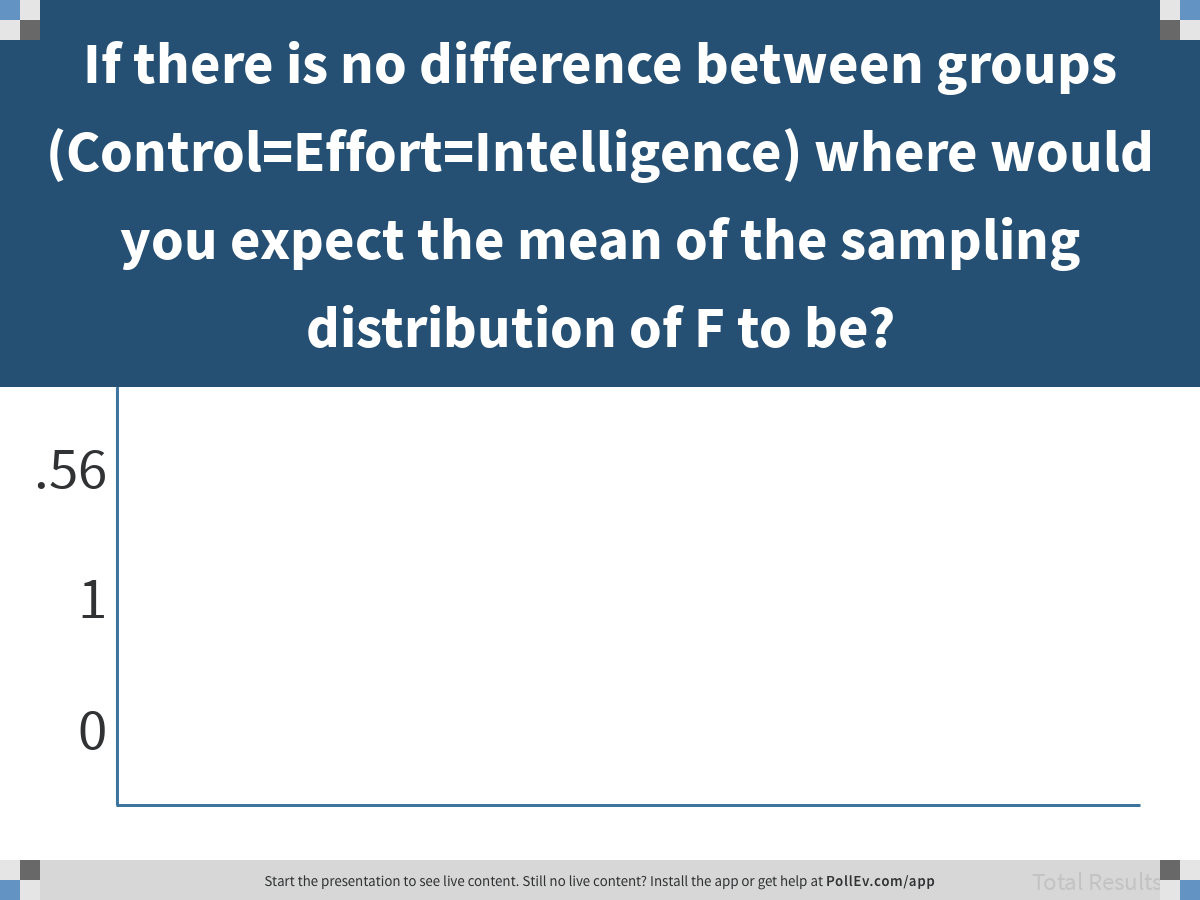 If there is no difference between groups
(Control=Effort=Intelligence) where would
you expect the mean of the sampling
distribution of F to be?
.56
1
0
Start the presentation to see live content. Still no live content? Install the app or get help at PollEv.com/app
Total Results